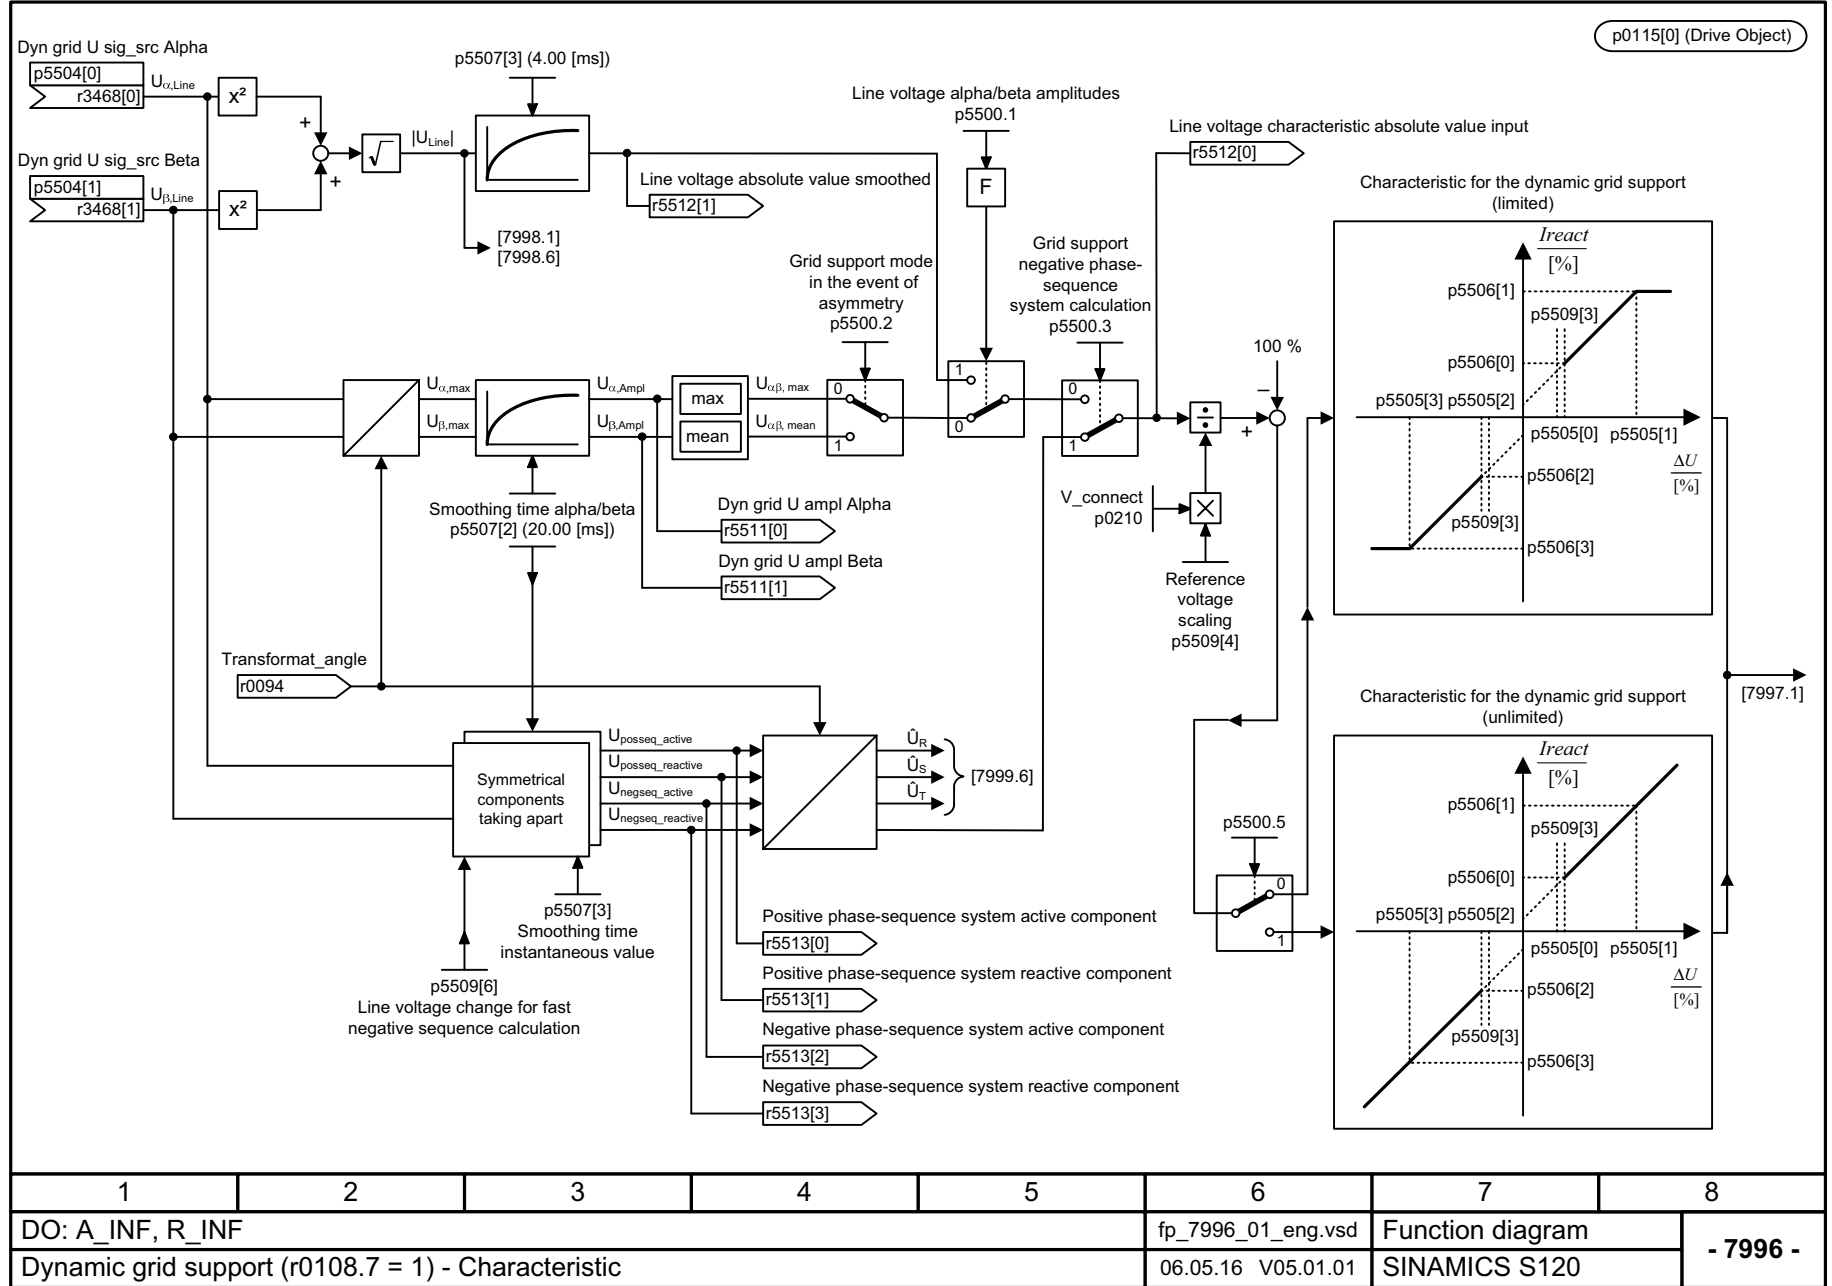 p0115[0] (Drive Object)
Dyn grid U sig_src Alpha
p5504[0]
r3468[0]
Uα,Line
x²
+
Dyn grid U sig_src Beta
p5504[1]
r3468[1]
Uβ,Line
x²
+
√
|ULine|
p5507[3] (4.00 [ms])
Line voltage absolute value smoothed
r5512[1]
[7998.1]
[7998.6]
Line voltage alpha/beta amplitudes
p5500.1
F
Line voltage characteristic absolute value input
r5512[0]
Grid support mode
in the event of
asymmetry
p5500.2
Grid support
negative phase-
sequence
system calculation
p5500.3
Uα,max
Uβ,max
Uα,Ampl
Uβ,Ampl
max
mean
Uαβ, max
Uαβ, mean
0
1
1
0
0
1
÷
100 %
–
+
V_connect
p0210
×
Reference
voltage
scaling
p5509[4]
Smoothing time alpha/beta
p5507[2] (20.00 [ms])
Dyn grid U ampl Alpha
r5511[0]
Dyn grid U ampl Beta
r5511[1]
Transformat_angle
r0094
Symmetrical
components
taking apart
Uposseq_active
Uposseq_reactive
Unegseq_active
Unegseq_reactive
ÛR
ÛS
ÛT
[7999.6]
p5507[3]
Smoothing time
instantaneous value
p5509[6]
Line voltage change for fast
negative sequence calculation
Positive phase-sequence system active component
r5513[0]
Positive phase-sequence system reactive component
r5513[1]
Negative phase-sequence system active component
r5513[2]
Negative phase-sequence system reactive component
r5513[3]
p5500.5
0
1
Characteristic for the dynamic grid support
(limited)
Ireact
[%]
p5506[1]
p5509[3]
p5506[0]
p5505[3] p5505[2]
p5505[0] p5505[1]
p5506[2]
ΔU
[%]
p5509[3]
p5506[3]
[7997.1]
Characteristic for the dynamic grid support
(unlimited)
Ireact
[%]
p5506[1]
p5509[3]
p5506[0]
p5505[3] p5505[2]
p5505[0] p5505[1]
p5506[2]
ΔU
[%]
p5509[3]
p5506[3]
1 2 3 4 5 6 7 8
DO: A_INF, R_INF
fp_7996_01_eng.vsd
Function diagram
- 7996 -
Dynamic grid support (r0108.7 = 1) - Characteristic
06.05.16 V05.01.01
SINAMICS S120